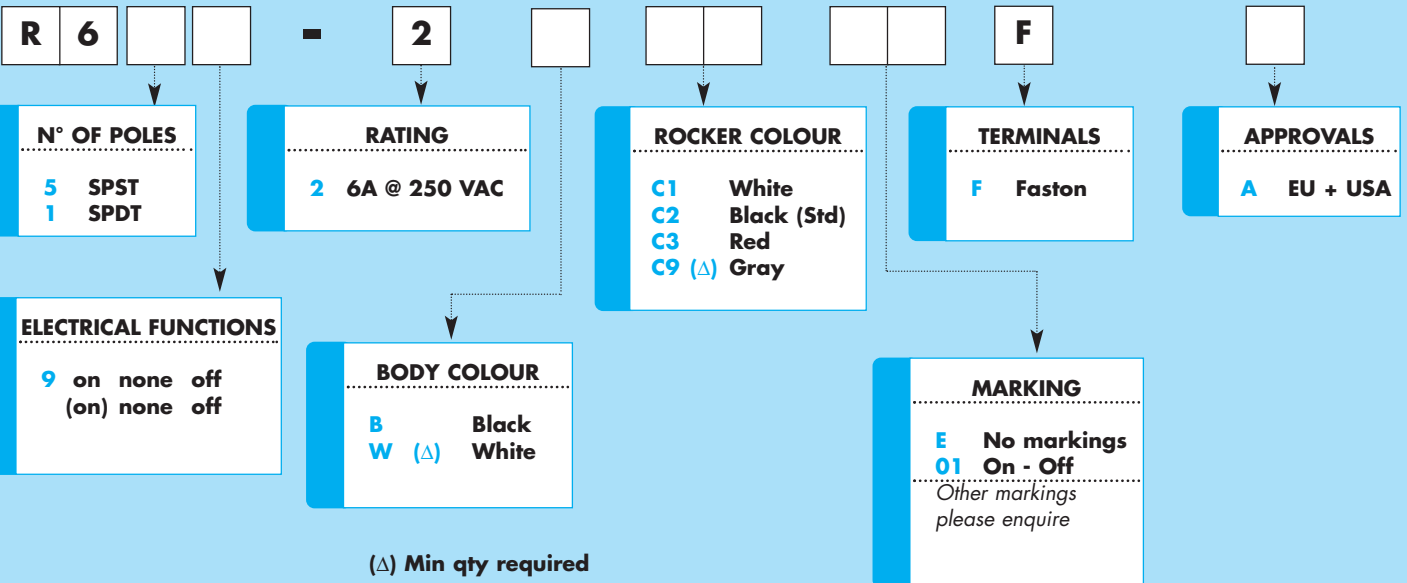 R 6 - 2 F
N° OF POLES
5 SPST
1 SPDT
RATING
2 6A @ 250 VAC
ROCKER COLOUR
C1 White
C2 Black (Std)
C3 Red
C9 (∆) Gray
TERMINALS
F Faston
APPROVALS
A EU + USA
ELECTRICAL FUNCTIONS
9 on none off
(on) none off
BODY COLOUR
B Black
W (∆) White
MARKING
E No markings
01 On - Off
Other markings
please enquire
(∆) Min qty required